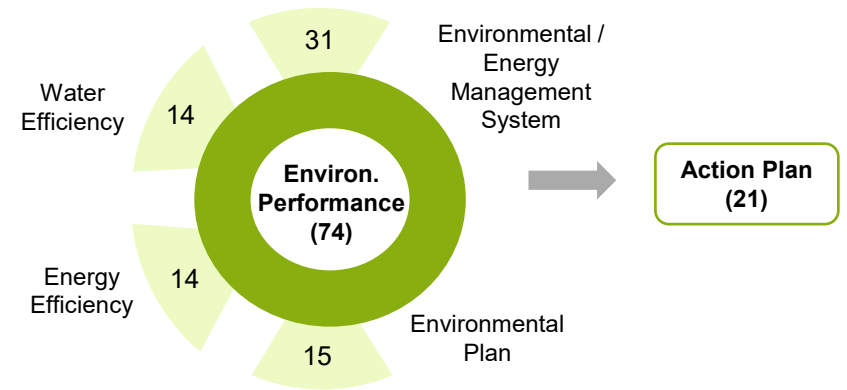 31
Environmental /
Energy
Management
System
Water
Efficiency
14
Environ.
Performance
(74)
Action Plan
(21)
Energy
Efficiency
14
Environmental
Plan
15